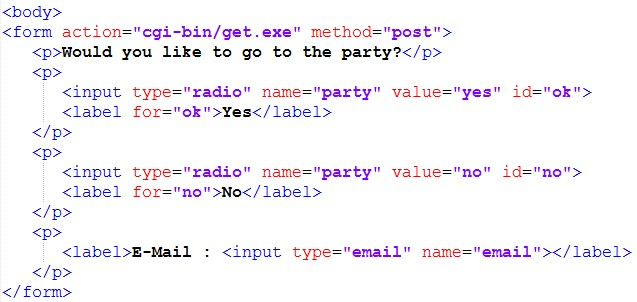 <body>
<form action="cgi-bin/get.exe" method="post">
<p>Would you like to go to the party?</p>
<p>
<input type="radio" name="party" value="yes" id="ok">
<label for="ok">Yes</label>
</p>
<p>
<input type="radio" name="party" value="no" id="no">
<label for="no">No</label>
</p>
<p>
<label>E-Mail : <input type="email" name="email"></label>
</p>
</form>